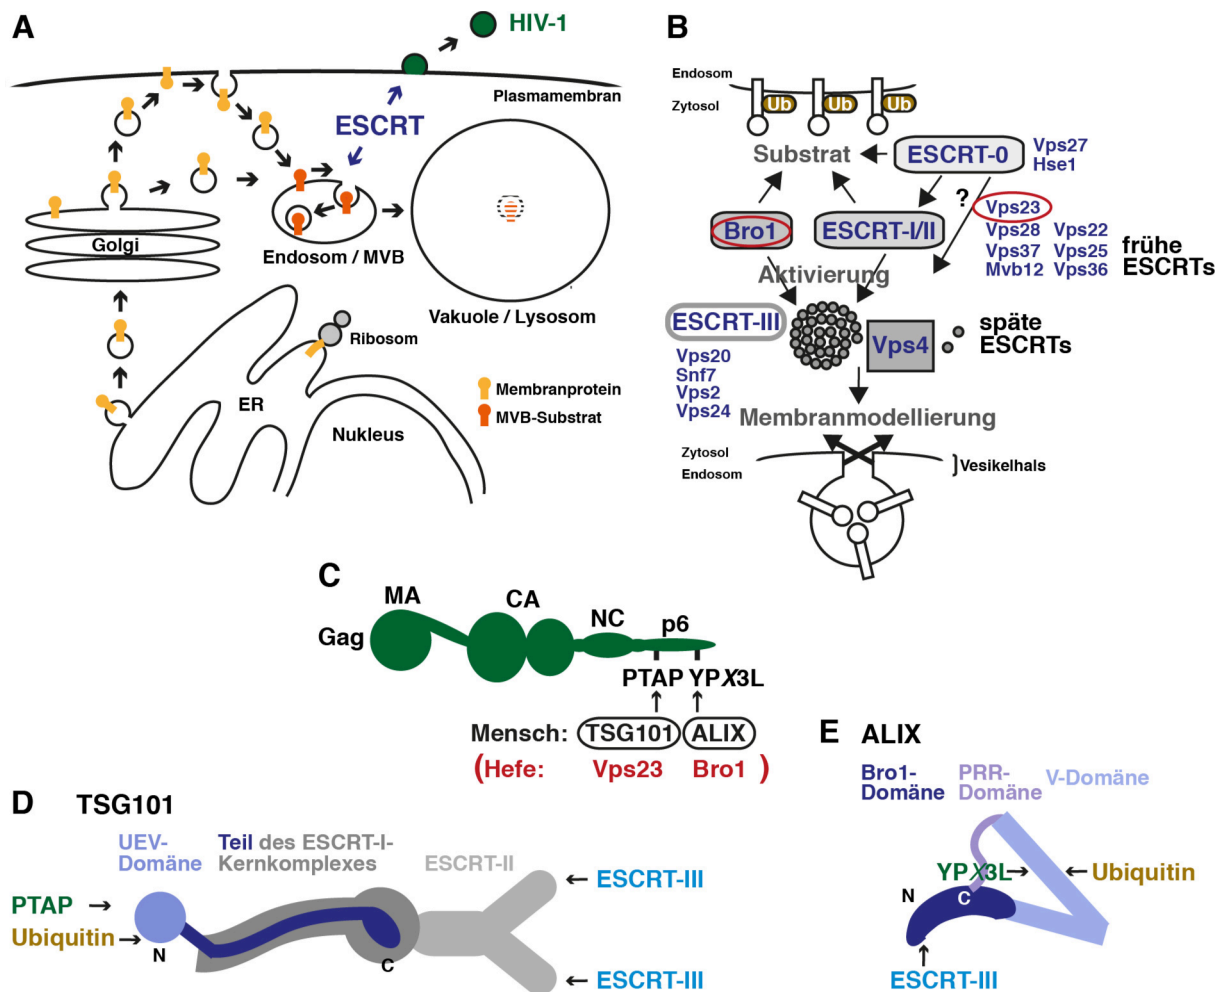 A
HIV-1
Plasmamembran
ESCRT
Golgi
Endosom / MVB
Vakuole / Lysosom
Ribosom
ER
Nukleus
Membranprotein
MVB-Substrat
B
Endosom
Zytosol
Ub
Ub
Ub
Substrat
ESCRT-0
Vps27
Hse1
?
Bro1
ESCRT-I/II
Vps23
Vps28 Vps22
Vps37 Vps25
Mvb12 Vps36
frühe
ESCRTs
Aktivierung
ESCRT-III
Vps20
Snf7
Vps2
Vps24
Vps4
späte
ESCRTs
Membranmodellierung
Zytosol
Endosom
Vesikelhals
C
MA
CA
NC
p6
Gag
PTAP YPX3L
Mensch: TSG101 ALIX
(Hefe: Vps23 Bro1 )
D TSG101
UEV-
Domäne
Teil des ESCRT-I-
Kernkomplexes
ESCRT-II
ESCRT-III
PTAP
Ubiquitin
N
C
ESCRT-III
E ALIX
Bro1-
Domäne
PRR-
Domäne
V-Domäne
YPX3L
Ubiquitin
N
C
ESCRT-III